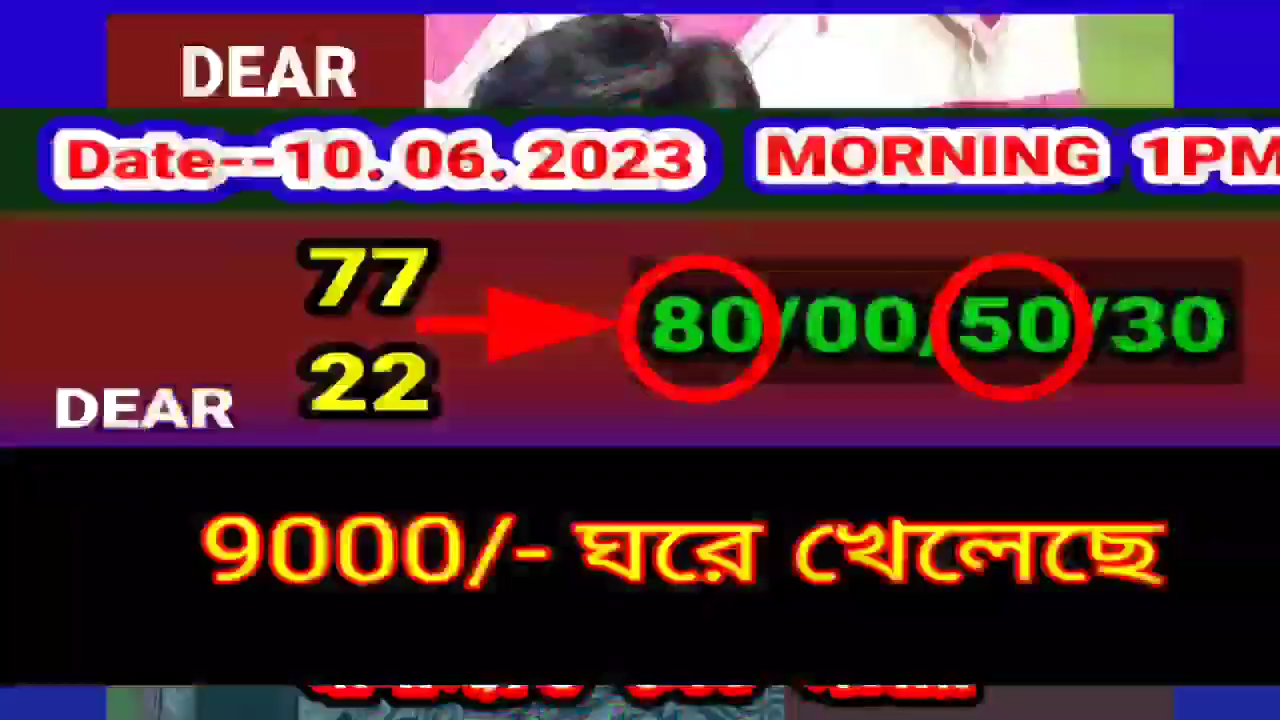 DEAR
Date--10. 06. 2023 MORNING 1PM
77
80/00/50/30
22
DEAR
9000/- ঘরে খেলেছে